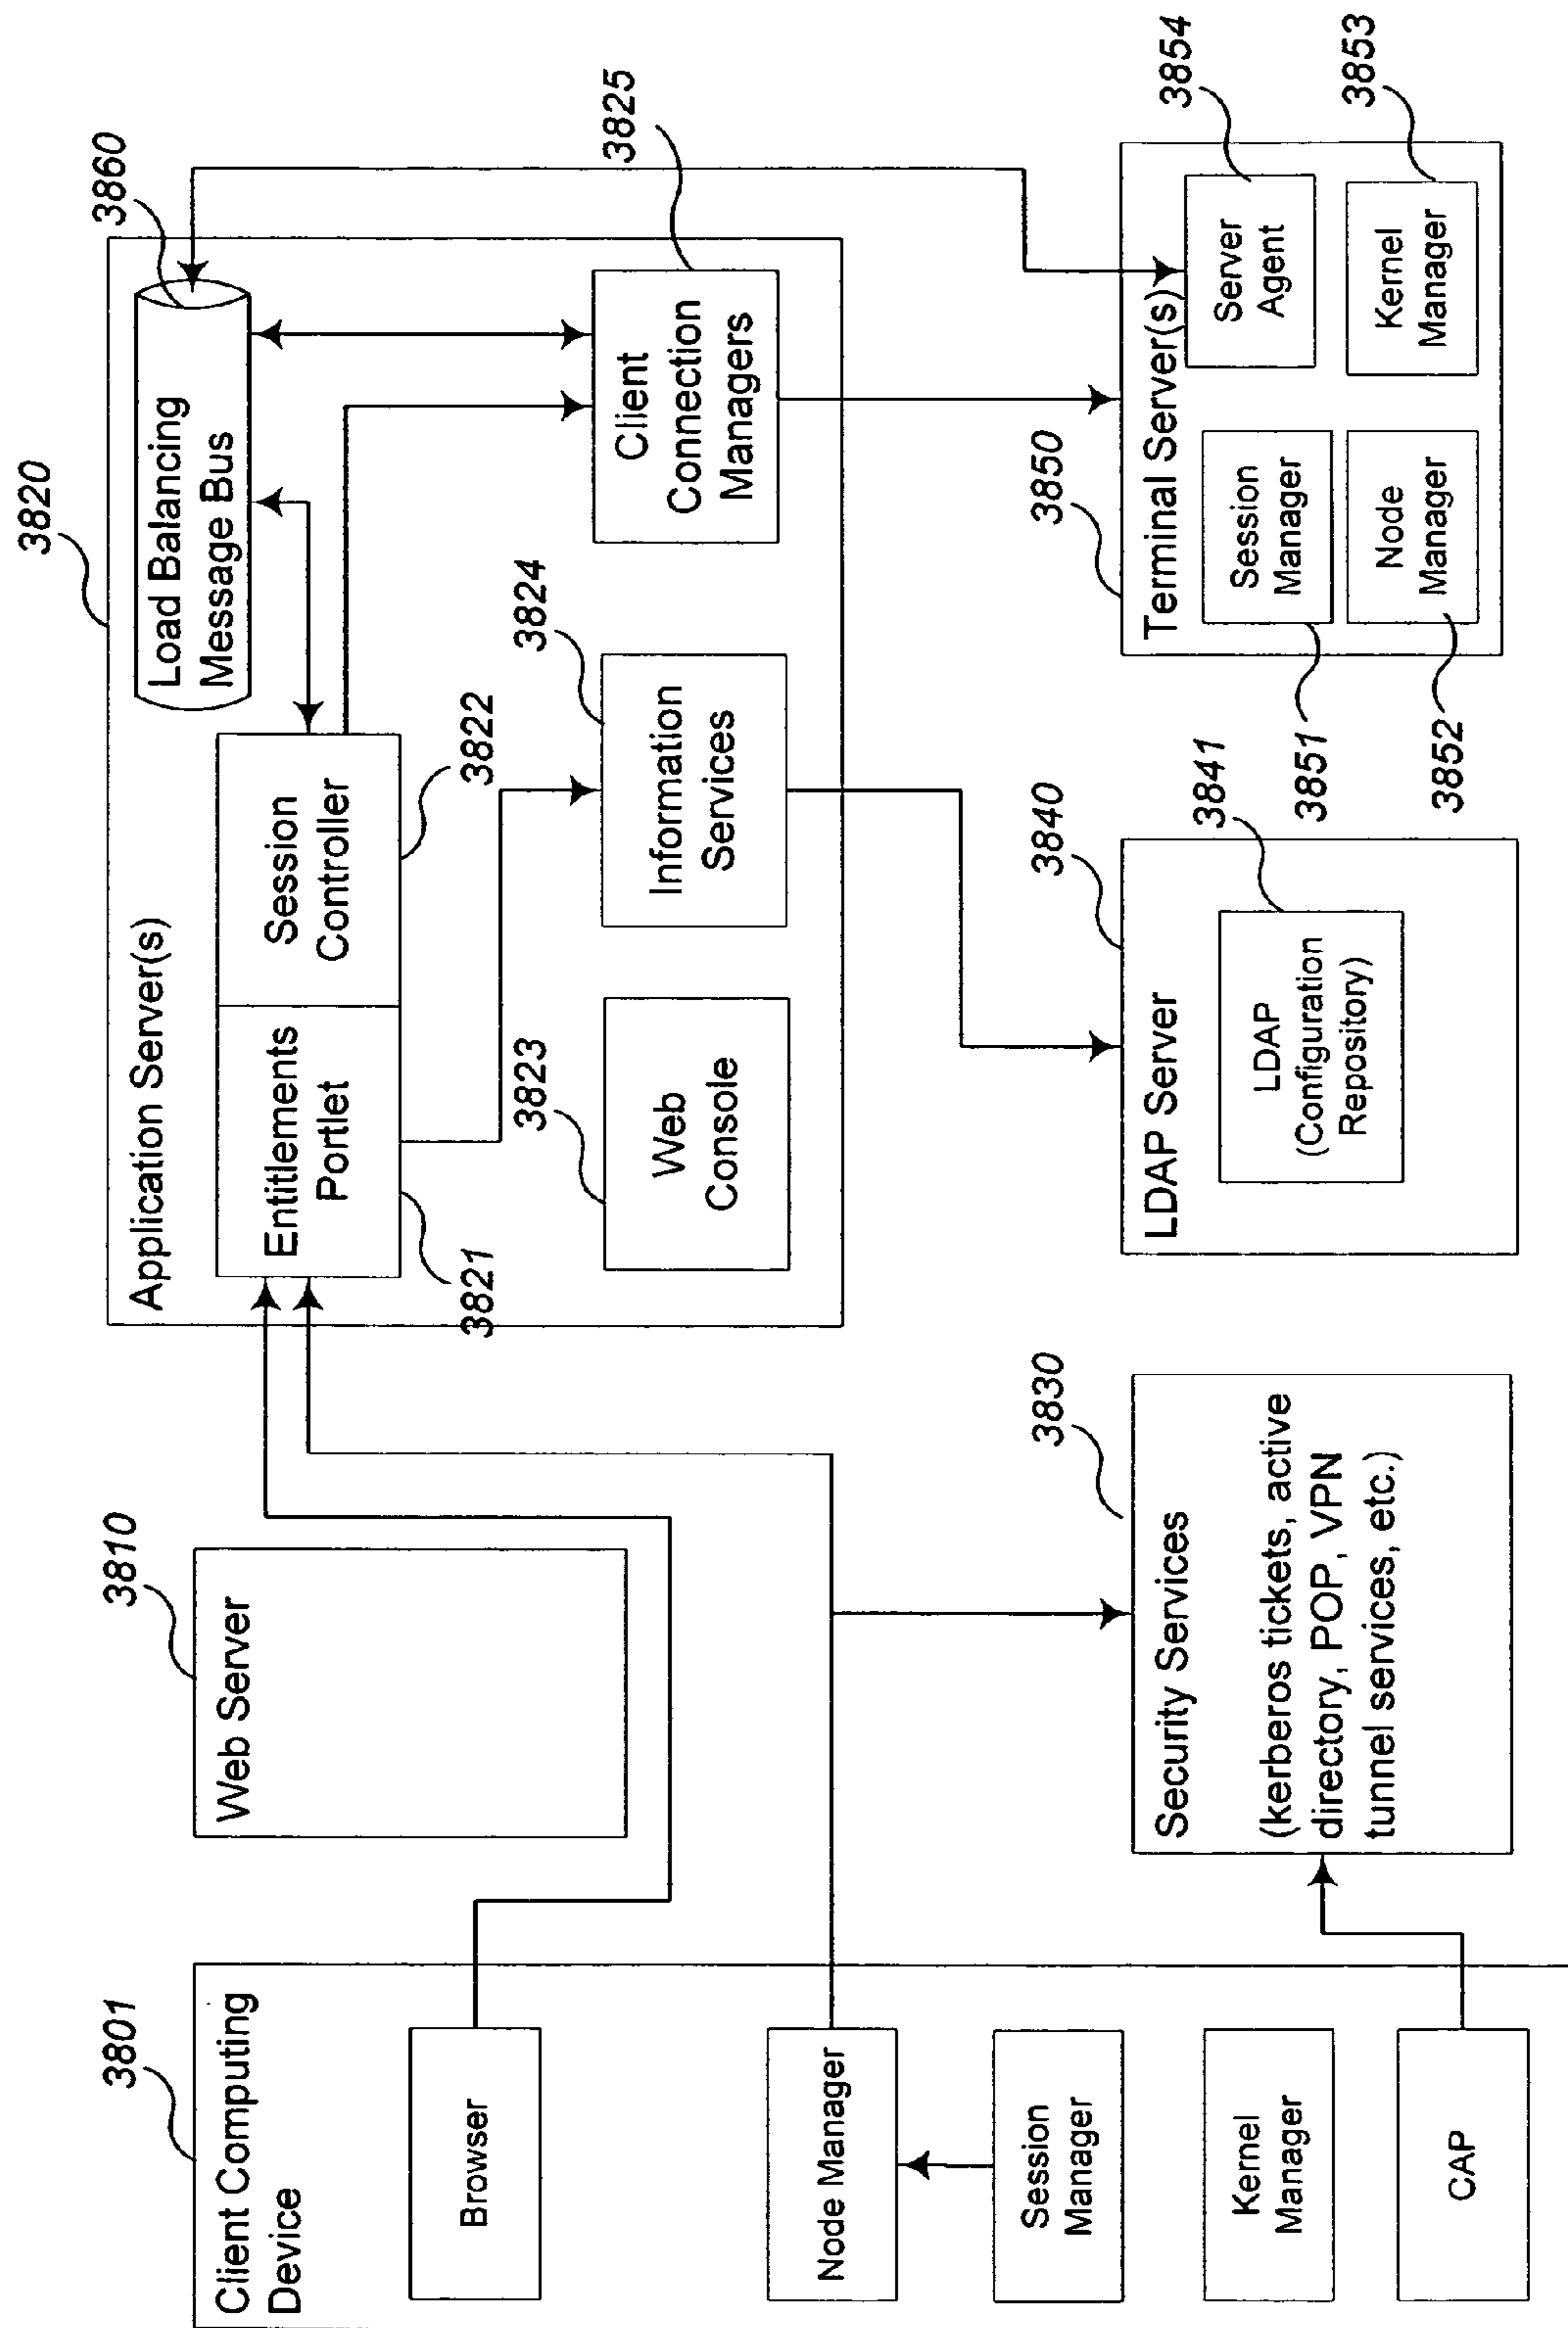 3801
Client Computing
Device
Browser
Node Manager
Session
Manager
Kernel
Manager
CAP
3810
Web Server
3830
Security Services
(kerberos tickets, active
directory, POP, VPN
tunnel services, etc.)
3820
Application Server(s)
Entitlements
Portlet
3821
Session
Controller
3822
Load Balancing
Message Bus
3860
3823
Web
Console
3824
Information
Services
3825
Client
Connection
Managers
3840
LDAP Server
3841
LDAP
(Configuration
Repository)
3850
Terminal Server(s)
Session
Manager
3851
Server
Agent
3854
Node
Manager
3852
Kernel
Manager
3853